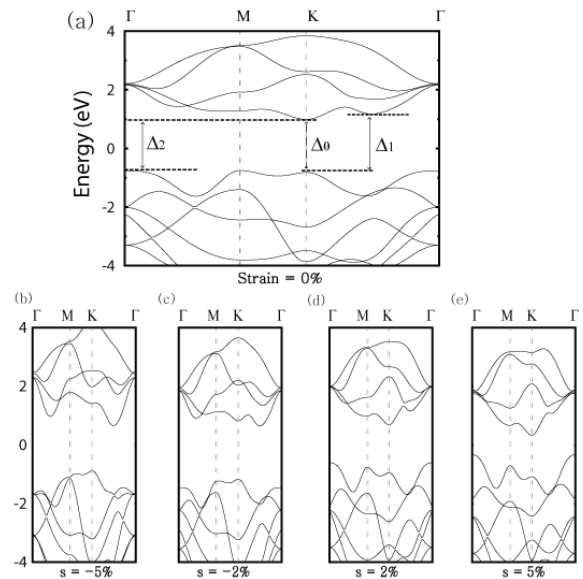 (a)
Γ M K Γ
Energy (eV)
4
2
0
-2
-4
Δ2
Δ0
Δ1
Strain = 0%
(b) (c) (d) (e)
Γ M K Γ Γ M K Γ Γ M K Γ Γ M K Γ
4
2
0
-2
-4
s = -5% s = -2% s = 2% s = 5%